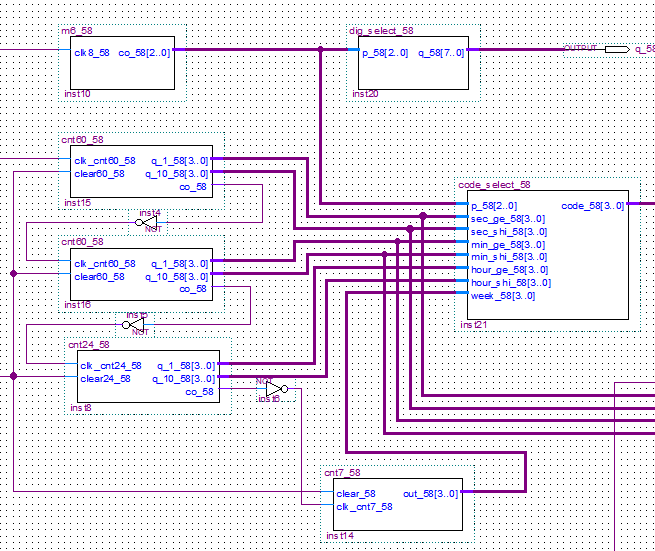 m6_58
clk8_58 co_58[2..0]
inst10
dig_select_58
p_58[2..0] q_58[7..0]
inst20
OUTPUT
q_58
cnt60_58
clk_cnt60_58 q_1_58[3..0]
clear60_58 q_10_58[3..0]
co_58
inst15
inst4
NOT
cnt60_58
clk_cnt60_58 q_1_58[3..0]
clear60_58 q_10_58[3..0]
co_58
inst16
inst5
NOT
cnt24_58
clk_cnt24_58 q_1_58[3..0]
clear24_58 q_10_58[3..0]
co_58
inst8
NOT
inst6
code_select_58
p_58[2..0] code_58[3..0]
sec_ge_58[3..0]
sec_shi_58[3..0]
min_ge_58[3..0]
min_shi_58[3..0]
hour_ge_58[3..0]
hour_shi_58[3..0]
week_58[3..0]
inst21
cnt7_58
clear_58 out_58[3..0]
clk_cnt7_58
inst14